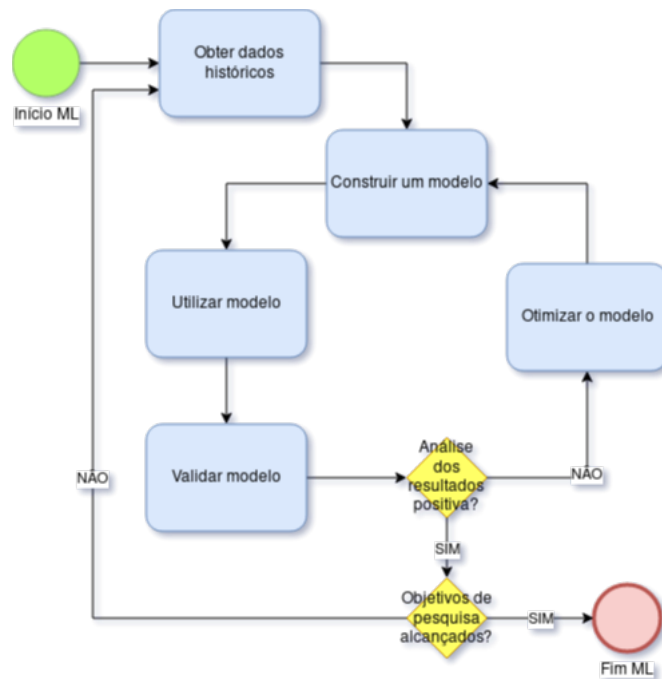 Obter dados
históricos
Início ML
Construir um modelo
Utilizar modelo
Otimizar o modelo
Validar modelo
Análise
dos
resultados
positiva?
NÃO
NÃO
SIM
Objetivos de
pesquisa
alcançados?
SIM
Fim ML